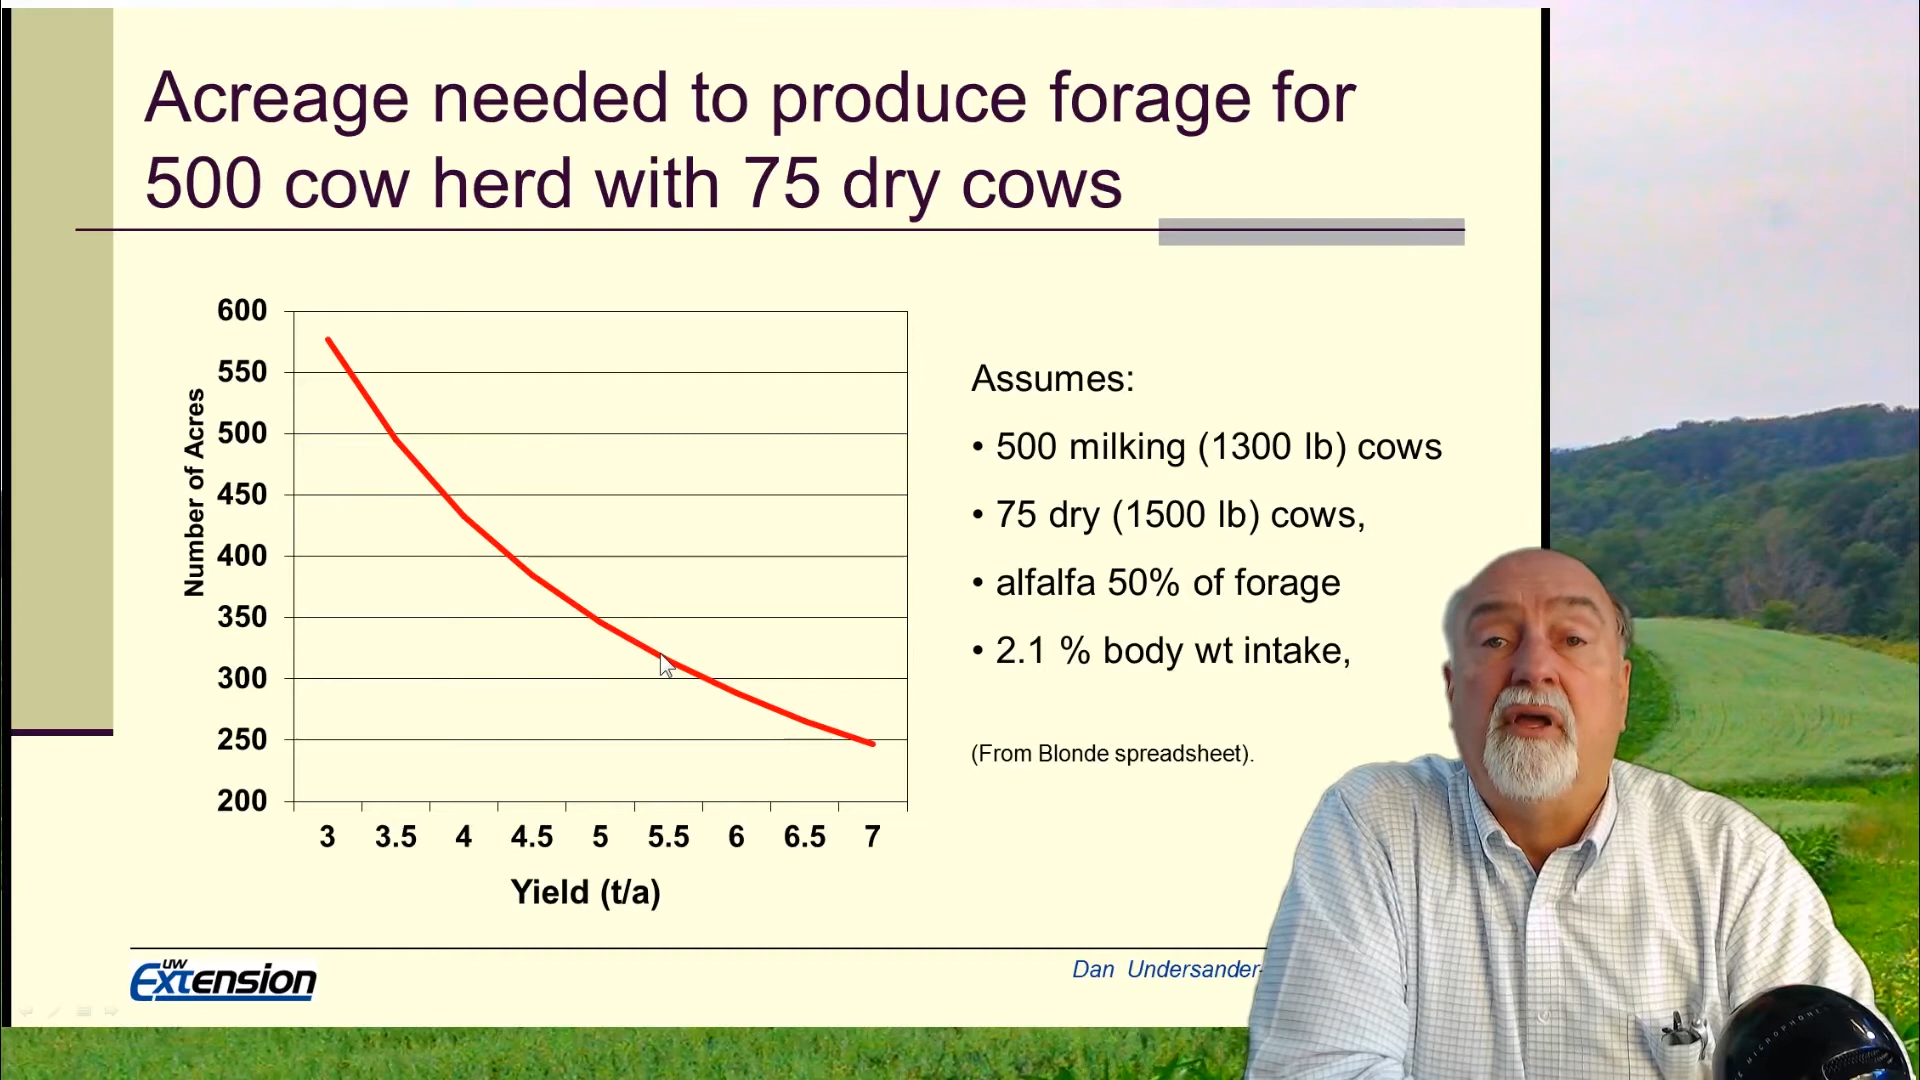 Acreage needed to produce forage for
500 cow herd with 75 dry cows
600
550
500
450
400
350
300
250
200
Number of Acres
3 3.5 4 4.5 5 5.5 6 6.5 7
Yield (t/a)
Assumes:
• 500 milking (1300 lb) cows
• 75 dry (1500 lb) cows,
• alfalfa 50% of forage
• 2.1 % body wt intake,
(From Blonde spreadsheet).
UW
Extension
Dan Undersander-
MICROPHONE